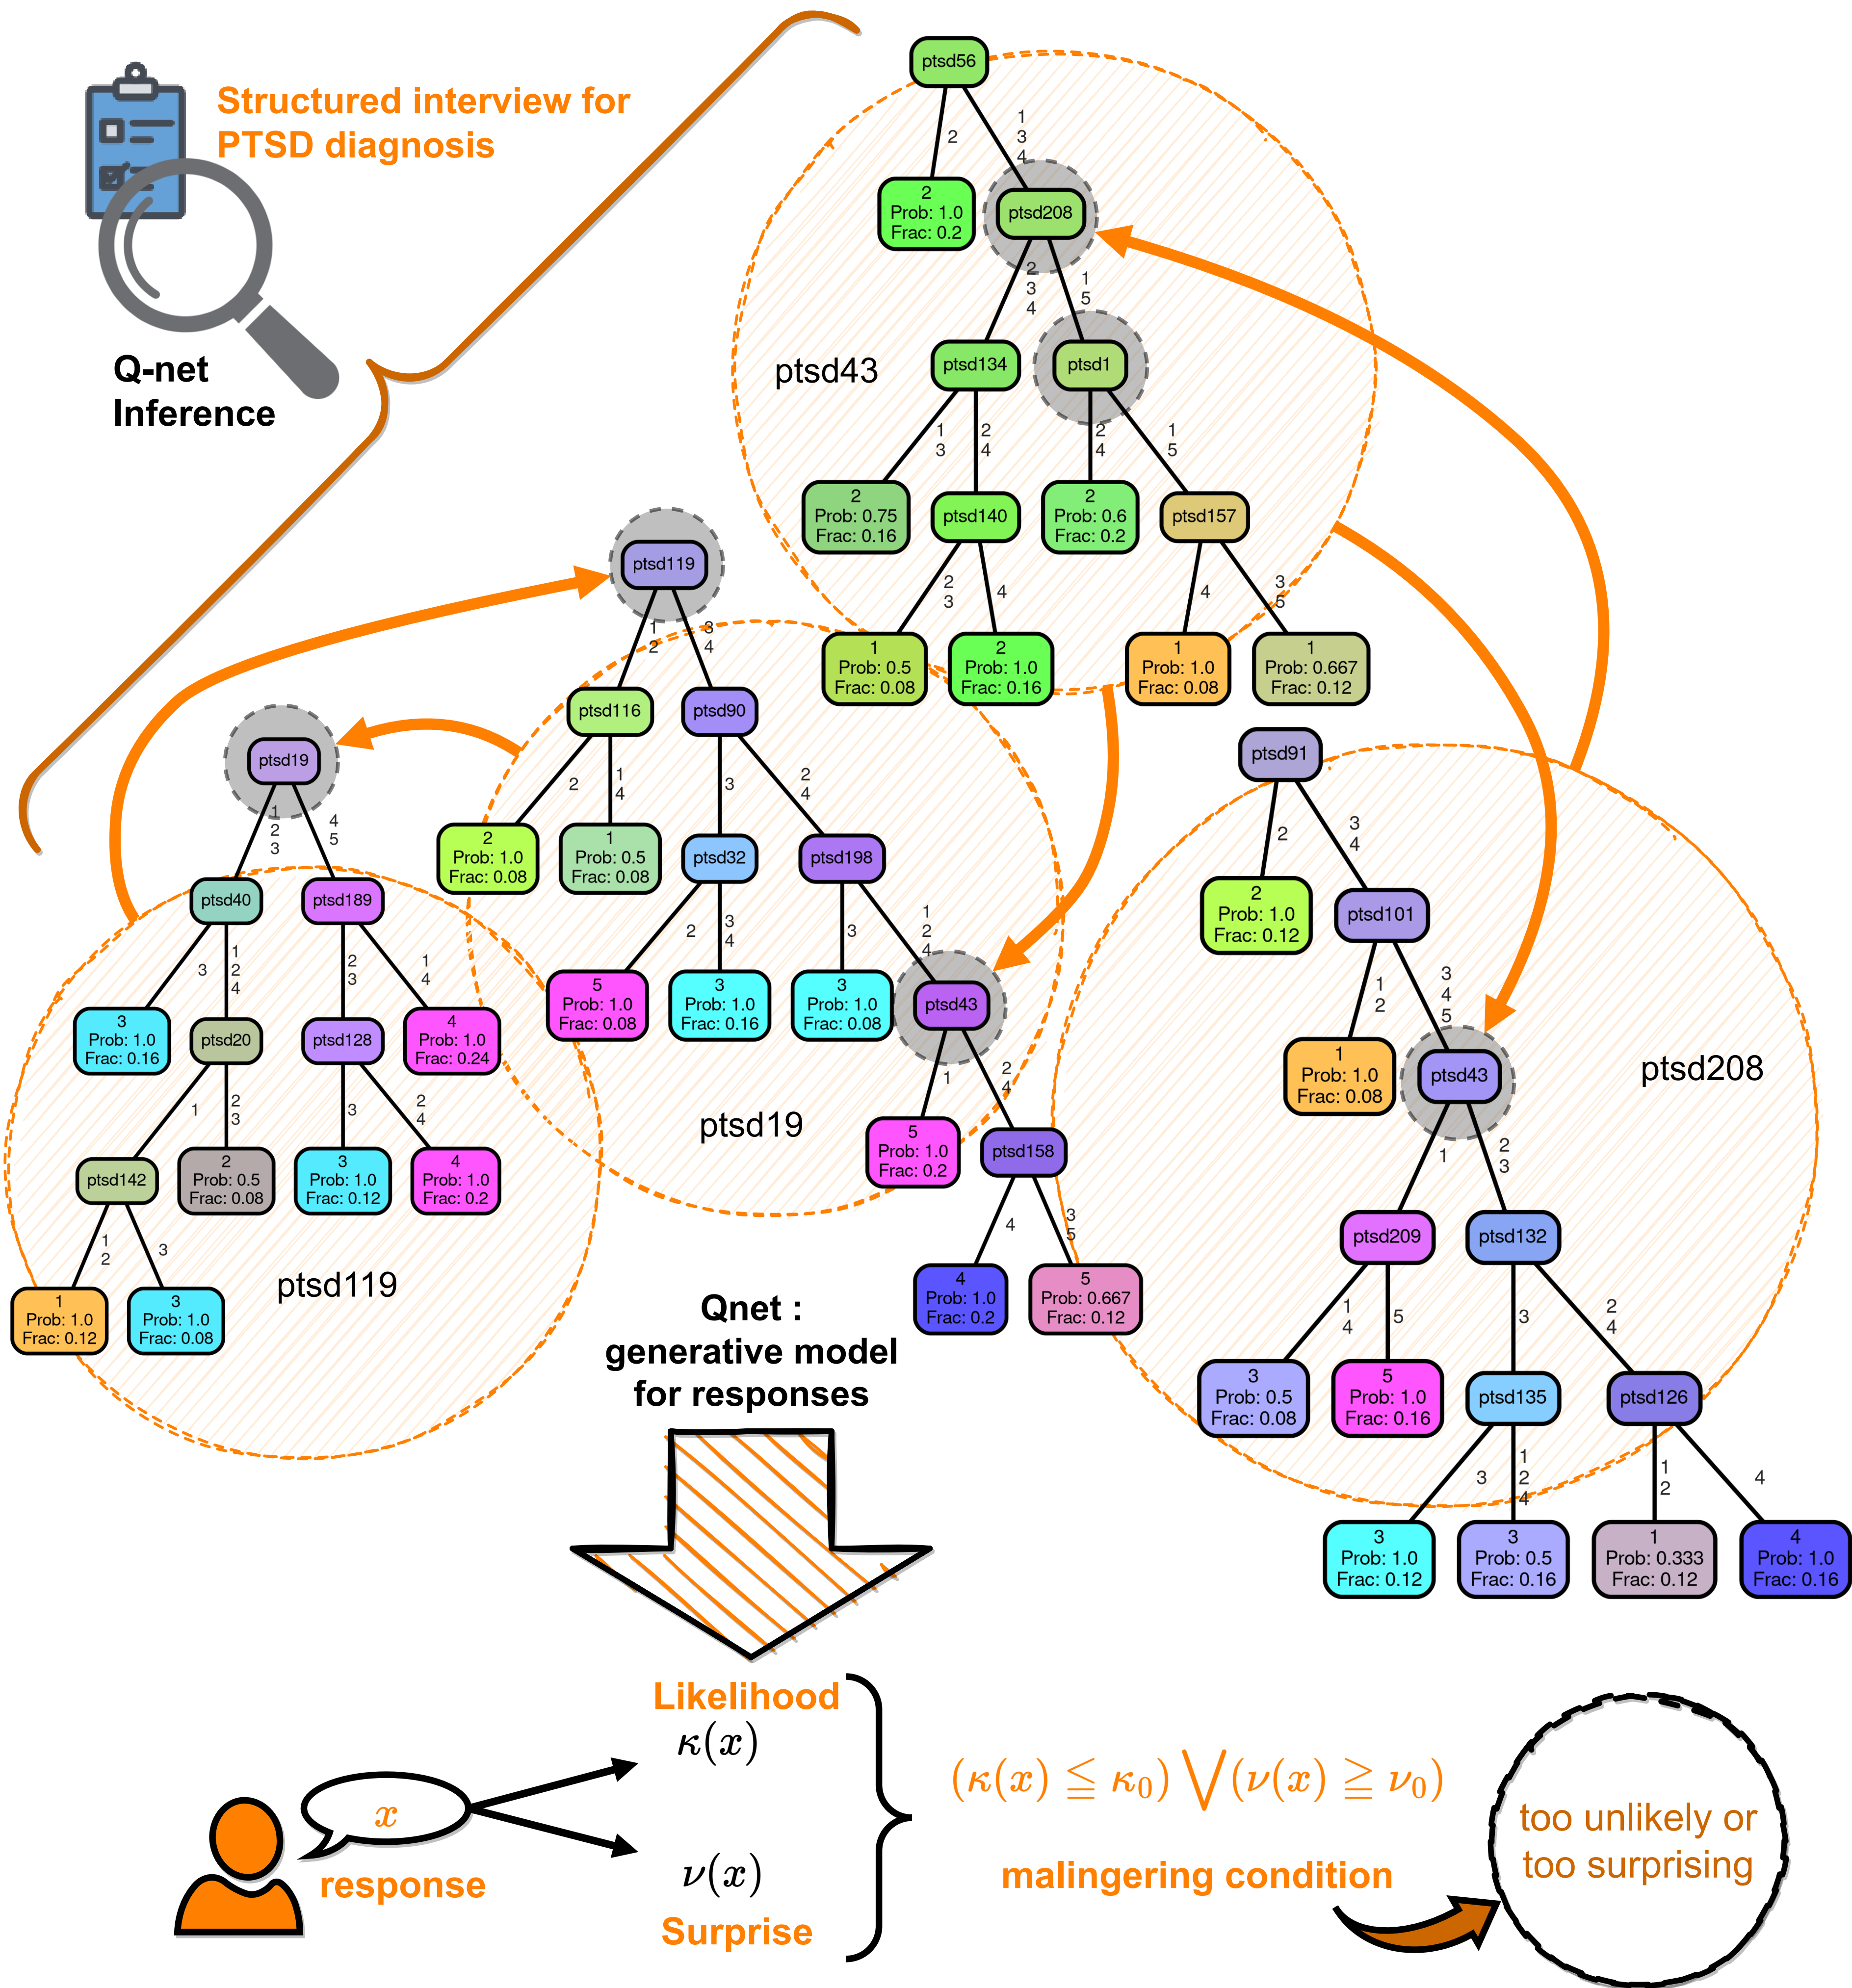 Structured interview for
PTSD diagnosis
Q-net
Inference
ptsd56
2
1
3
4
2
Prob: 1.0
Frac: 0.2
ptsd208
2
3
4
1
5
ptsd43
ptsd134
ptsd1
1
3
2
4
2
4
1
5
2
Prob: 0.75
Frac: 0.16
ptsd140
2
Prob: 0.6
Frac: 0.2
ptsd157
2
3
4
4
3
5
1
Prob: 0.5
Frac: 0.08
2
Prob: 1.0
Frac: 0.16
1
Prob: 1.0
Frac: 0.08
1
Prob: 0.667
Frac: 0.12
ptsd119
1
2
3
4
ptsd116
ptsd90
2
1
4
3
2
4
2
Prob: 1.0
Frac: 0.08
1
Prob: 0.5
Frac: 0.08
ptsd32
ptsd198
2
3
4
3
1
2
4
5
Prob: 1.0
Frac: 0.08
3
Prob: 1.0
Frac: 0.16
3
Prob: 1.0
Frac: 0.08
ptsd43
1
2
4
ptsd19
5
Prob: 1.0
Frac: 0.2
ptsd158
4
3
5
4
Prob: 1.0
Frac: 0.2
5
Prob: 0.667
Frac: 0.12
ptsd19
1
2
3
4
5
ptsd40
ptsd189
3
1
2
4
2
3
1
4
3
Prob: 1.0
Frac: 0.16
ptsd20
ptsd128
4
Prob: 1.0
Frac: 0.24
1
2
3
3
2
4
ptsd142
2
Prob: 0.5
Frac: 0.08
3
Prob: 1.0
Frac: 0.12
4
Prob: 1.0
Frac: 0.2
1
2
3
ptsd119
1
Prob: 1.0
Frac: 0.12
3
Prob: 1.0
Frac: 0.08
ptsd91
2
3
4
2
Prob: 1.0
Frac: 0.12
ptsd101
1
2
3
4
5
1
Prob: 1.0
Frac: 0.08
ptsd43
ptsd208
1
2
3
ptsd209
ptsd132
1
4
5
3
2
4
3
Prob: 0.5
Frac: 0.08
5
Prob: 1.0
Frac: 0.16
ptsd135
ptsd126
3
1
2
4
1
2
4
3
Prob: 1.0
Frac: 0.12
3
Prob: 0.5
Frac: 0.16
1
Prob: 0.333
Frac: 0.12
4
Prob: 1.0
Frac: 0.16
Qnet :
generative model
for responses
Likelihood
κ(x)
x
response
ν(x)
Surprise
(κ(x) ≦ κ₀) ⋁ (ν(x) ≧ ν₀)
malingering condition
too unlikely or
too surprising